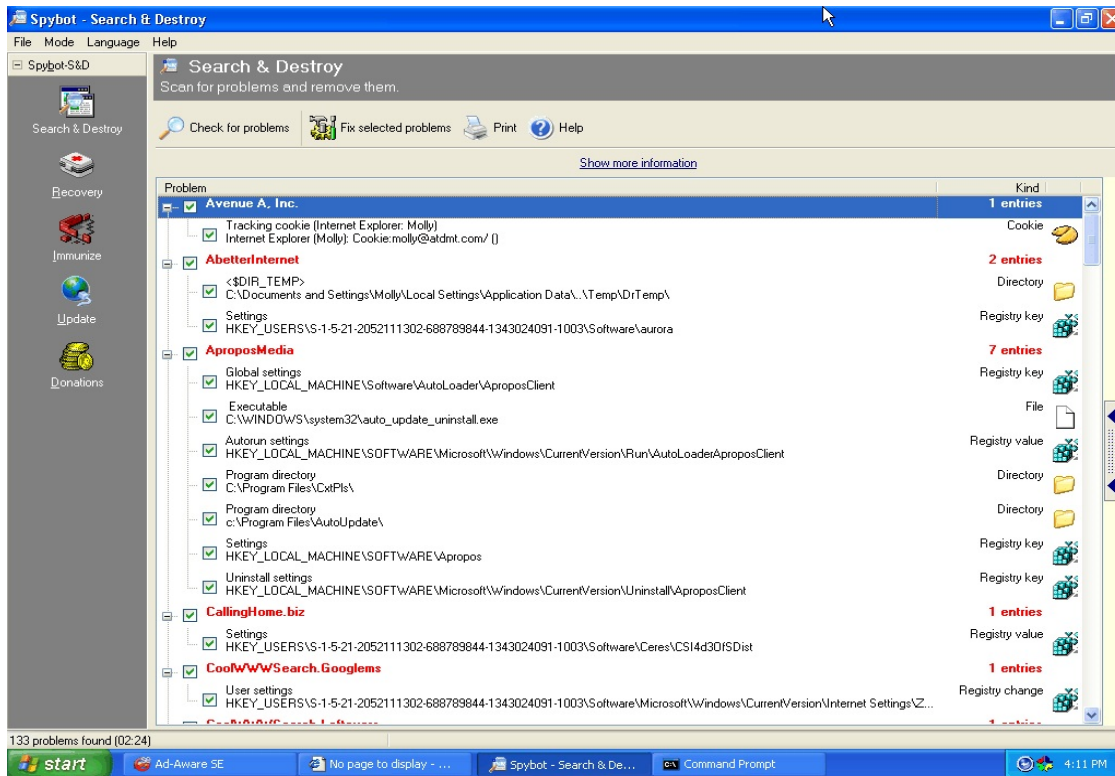 Spybot - Search & Destroy
File Mode Language Help
Spybot-S&D
Search & Destroy
Recovery
Immunize
Update
Donations
Search & Destroy
Scan for problems and remove them.
Check for problems Fix selected problems Print Help
Show more information
Problem Kind
Avenue A, Inc. 1 entries
Tracking cookie (Internet Explorer: Molly) Cookie
Internet Explorer (Molly): Cookie:molly@atdmt.com/ ()
AbetterInternet 2 entries
<$DIR_TEMP> Directory
C:\Documents and Settings\Molly\Local Settings\Application Data\..\Temp\DrTemp\
Settings Registry key
HKEY_USERS\S-1-5-21-2052111302-688789844-1343024091-1003\Software\aurora
AproposMedia 7 entries
Global settings Registry key
HKEY_LOCAL_MACHINE\Software\AutoLoader\AproposClient
Executable File
C:\WINDOWS\system32\auto_update_uninstall.exe
Autorun settings Registry value
HKEY_LOCAL_MACHINE\SOFTWARE\Microsoft\Windows\CurrentVersion\Run\AutoLoaderAproposClient
Program directory Directory
C:\Program Files\CxtPls\
Program directory Directory
c:\Program Files\AutoUpdate\
Settings Registry key
HKEY_LOCAL_MACHINE\SOFTWARE\Apropos
Uninstall settings Registry key
HKEY_LOCAL_MACHINE\SOFTWARE\Microsoft\Windows\CurrentVersion\Uninstall\AproposClient
CallingHome.biz 1 entries
Settings Registry value
HKEY_USERS\S-1-5-21-2052111302-688789844-1343024091-1003\Software\Ceres\CSI4d3OfSDist
CoolWWWSearch.Googlems 1 entries
User settings Registry change
HKEY_USERS\S-1-5-21-2052111302-688789844-1343024091-1003\Software\Microsoft\Windows\CurrentVersion\Internet Settings\Z...
133 problems found (02:24)
start Ad-Aware SE No page to display - ... Spybot - Search & De... Command Prompt 4:11 PM